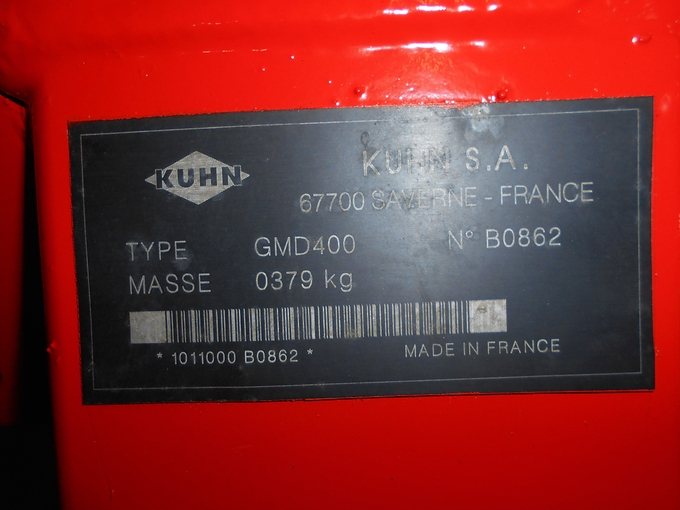 KUHN
KUHN S.A.
67700 SAVERNE - FRANCE
TYPE GMD400 N° B0862
MASSE 0379 kg
* 1011000 B0862 *
MADE IN FRANCE